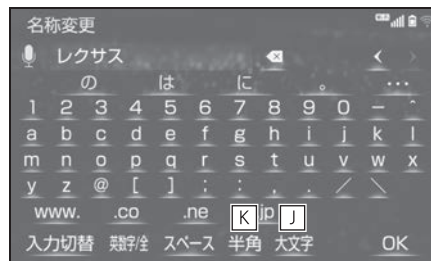 名称変更
レクサス
の は に 。 …
1 2 3 4 5 6 7 8 9 0 - ^
a b c d e f g h i j k l
m n o p q r s t u v w x
y z @ [ ] ; : , . / \
www. .co .ne K jp J
入力切替 英数字/全 スペース 半角 大文字 OK